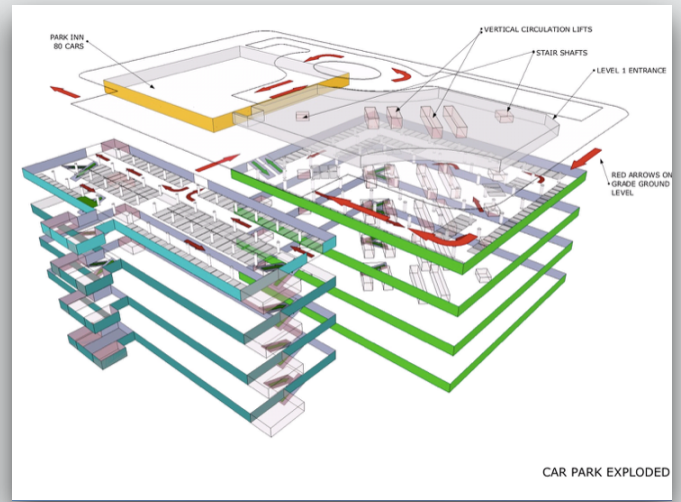 PARK INN
80 CARS
VERTICAL CIRCULATION LIFTS
STAIR SHAFTS
LEVEL 1 ENTRANCE
RED ARROWS ON
GRADE GROUND
LEVEL
CAR PARK EXPLODED